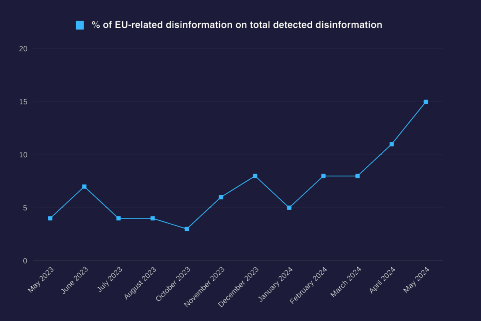 % of EU-related disinformation on total detected disinformation
20
15
10
5
0
May 2023
June 2023
July 2023
August 2023
October 2023
November 2023
December 2023
January 2024
February 2024
March 2024
April 2024
May 2024